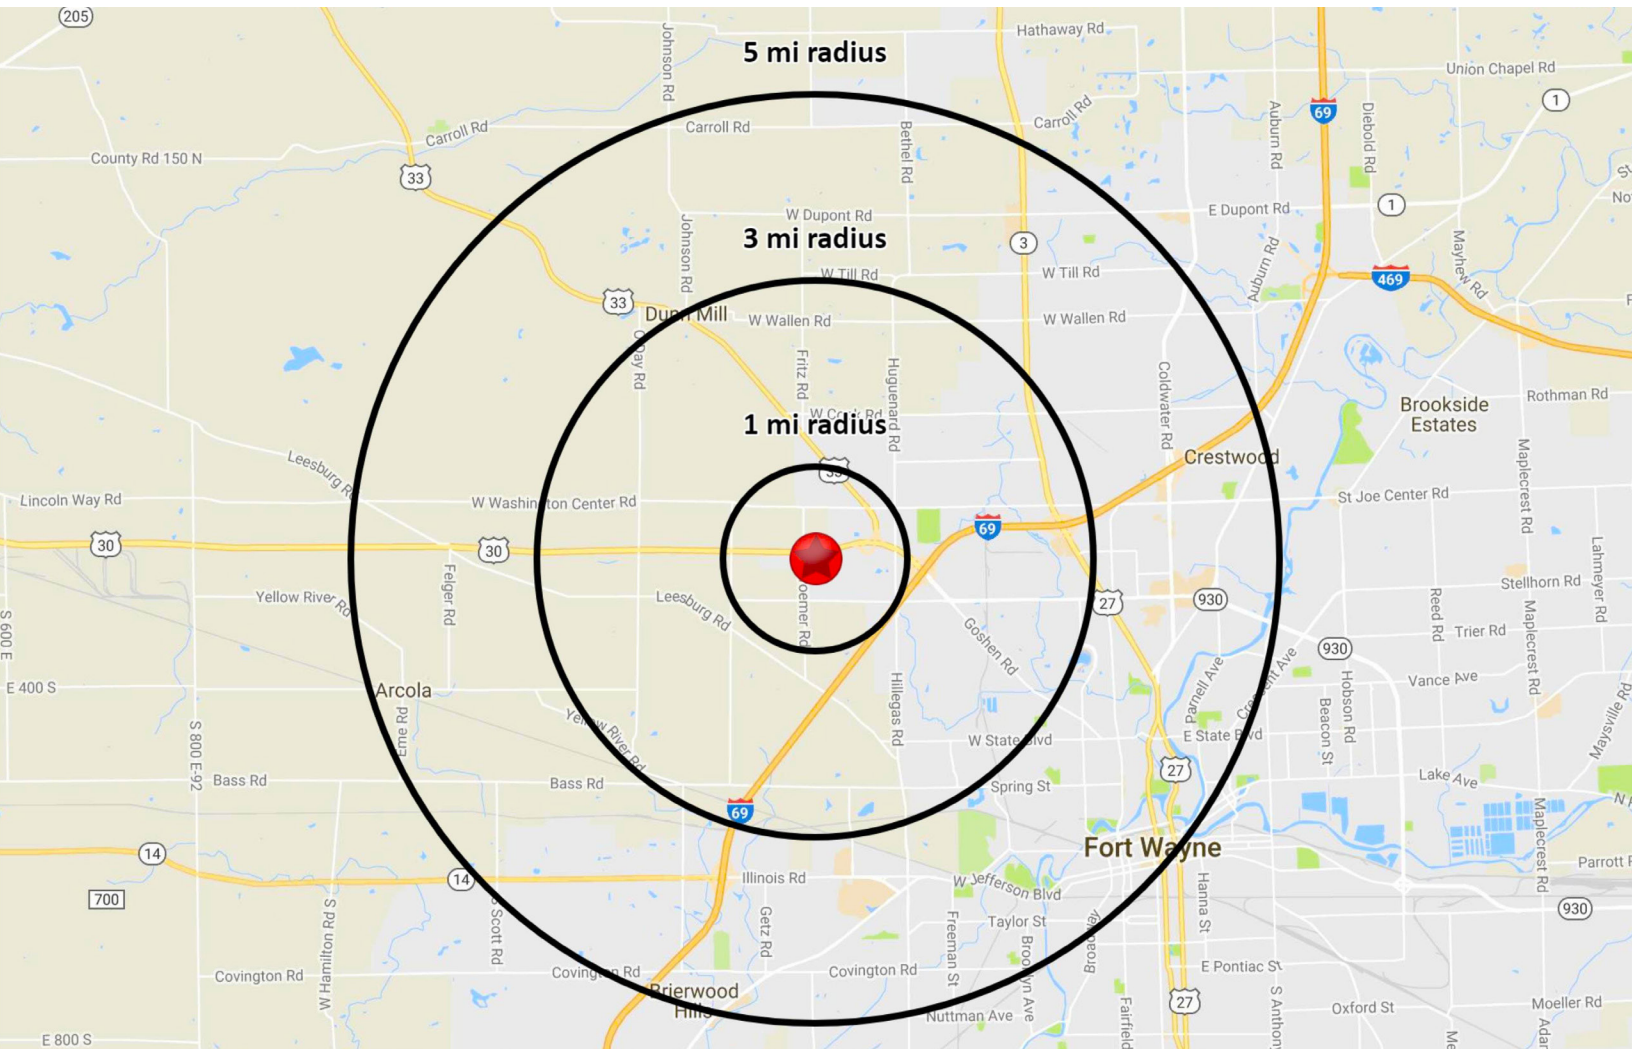 205
5 mi radius
Hathaway Rd
Johnson Rd
Union Chapel Rd
1
69
Carroll Rd
Carroll Rd
Carroll Rd
Bethel Rd
Auburn Rd
Diebold Rd
County Rd 150 N
33
W Dupont Rd
E Dupont Rd
1
3 mi radius
3
Johnson Rd
W Till Rd
W Till Rd
Auburn Rd
Mayhew Rd
469
33
Dunn Mill
W Wallen Rd
W Wallen Rd
O Day Rd
Fritz Rd
Huguenard Rd
Coldwater Rd
Rothman Rd
Brookside
Estates
W Cook Rd
1 mi radius
Leesburg Rd
33
Crestwood
Maplecrest Rd
Lincoln Way Rd
W Washington Center Rd
St Joe Center Rd
69
30
30
Lahmeyer Rd
Stellhorn Rd
Felger Rd
Yellow River Rd
Leesburg Rd
27
930
Reed Rd
Maplecrest Rd
S 600 E
Goshen Rd
Trier Rd
930
E 400 S
Arcola
Hillegas Rd
Parnell Ave
Crescent Ave
Hobson Rd
Vance Ave
Beacon St
Maysville Rd
Eme Rd
Yellow River Rd
W State Blvd
E State Blvd
S 800 E-92
Bass Rd
Bass Rd
27
Spring St
Lake Ave
69
Maplecrest Rd
14
Fort Wayne
Parrott
14
Illinois Rd
W Jefferson Blvd
Hanna St
700
W Hamilton Rd S
S Scott Rd
Getz Rd
Freeman St
Taylor St
Broadway
930
Brooklyn Ave
Covington Rd
Covington Rd
Covington Rd
E Pontiac St
Brierwood
Hills
Nuttman Ave
Fairfield
27
S Anthony
Oxford St
Moeller Rd
E 800 S